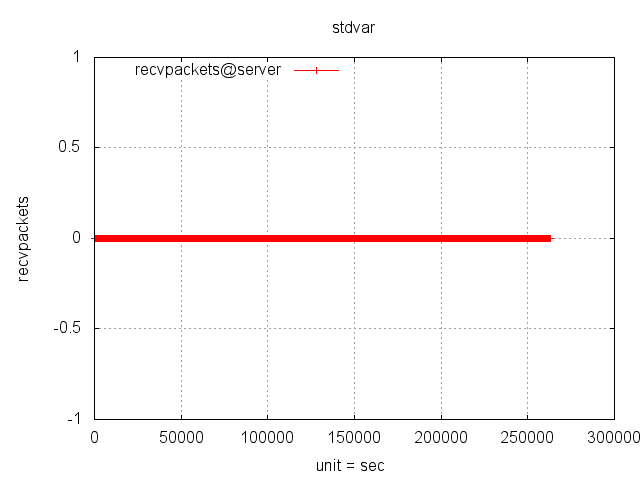 stdvar
recvpackets@server
1
0.5
0
-0.5
-1
recvpackets
0 50000 100000 150000 200000 250000 300000
unit = sec